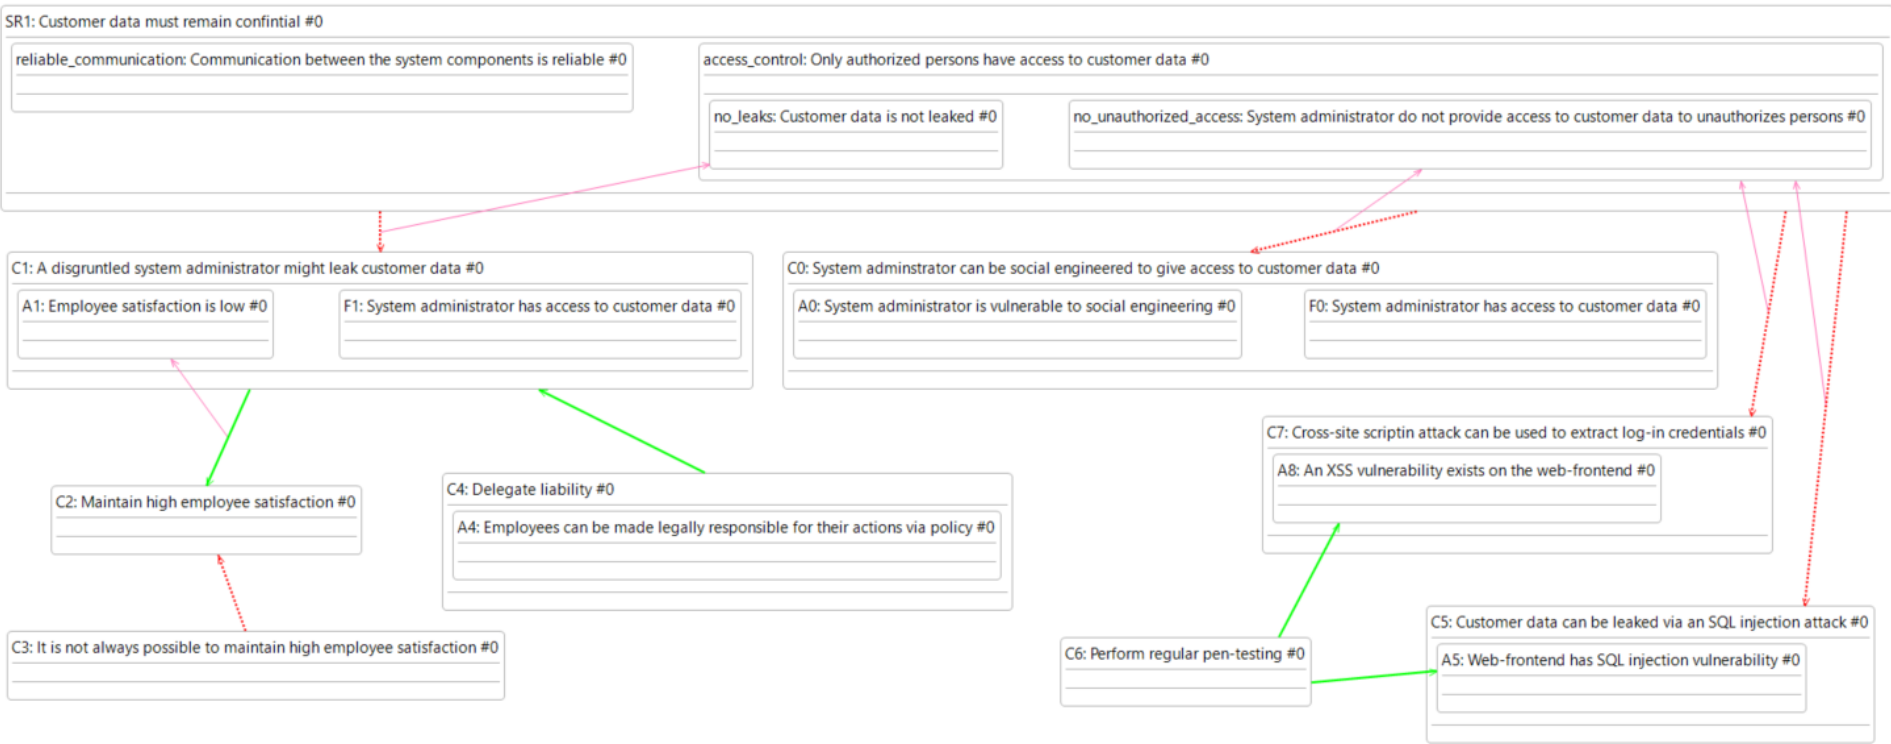 SR1: Customer data must remain confintial #0
reliable_communication: Communication between the system components is reliable #0
access_control: Only authorized persons have access to customer data #0
no_leaks: Customer data is not leaked #0
no_unauthorized_access: System administrator do not provide access to customer data to unauthorizes persons #0
C1: A disgruntled system administrator might leak customer data #0
A1: Employee satisfaction is low #0
F1: System administrator has access to customer data #0
C0: System adminstrator can be social engineered to give access to customer data #0
A0: System administrator is vulnerable to social engineering #0
F0: System administrator has access to customer data #0
C2: Maintain high employee satisfaction #0
C4: Delegate liability #0
A4: Employees can be made legally responsible for their actions via policy #0
C7: Cross-site scriptin attack can be used to extract log-in credentials #0
A8: An XSS vulnerability exists on the web-frontend #0
C3: It is not always possible to maintain high employee satisfaction #0
C6: Perform regular pen-testing #0
C5: Customer data can be leaked via an SQL injection attack #0
A5: Web-frontend has SQL injection vulnerability #0